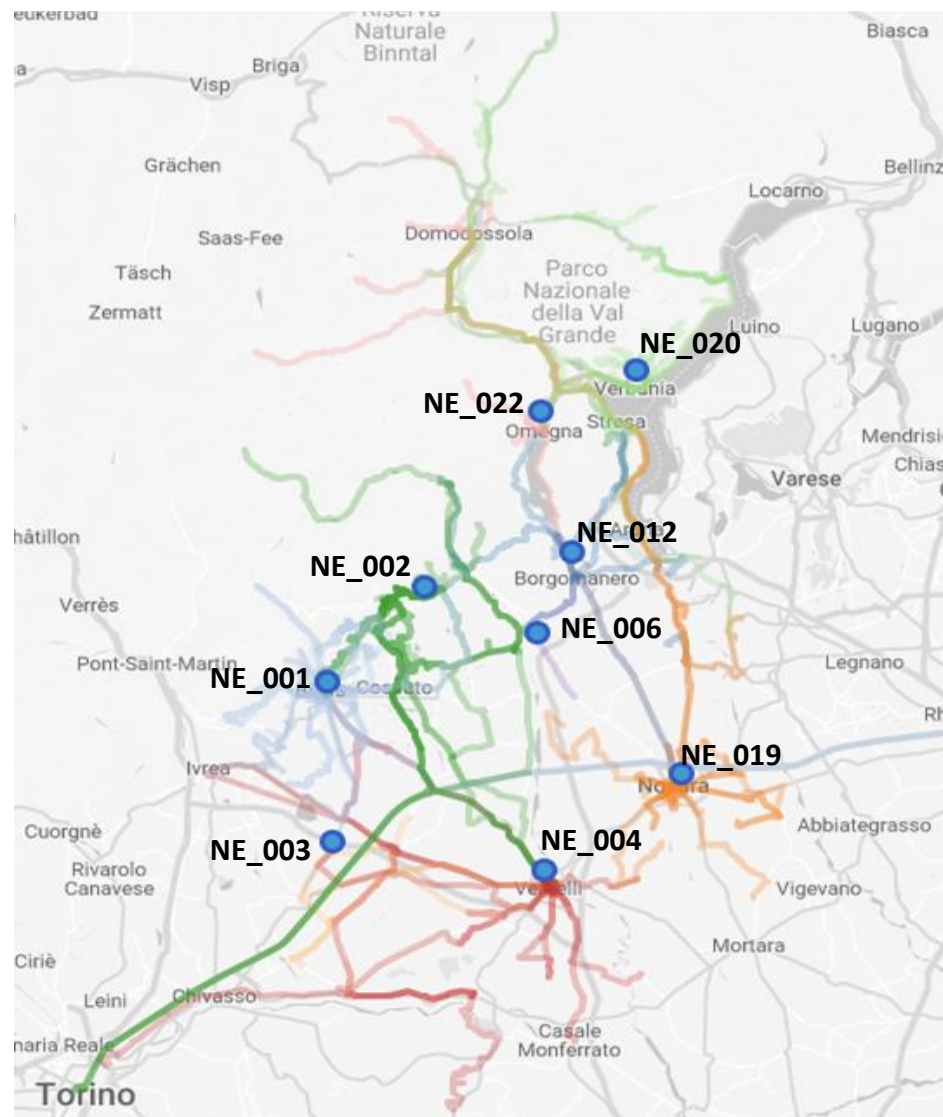 eukerbad
Riserva
Naturale
Binntal
Biasca
Briga
Visp
Grächen
Bellinz
Locarno
Saas-Fee
Domodossola
Täsch
Parco
Nazionale
della Val
Grande
Zermatt
Luino
Lugano
NE_020
Verbania
NE_022
Omegna
Stresa
Mendrisi
Chias
Varese
hâtillon
Arona
NE_012
NE_002
Borgomanero
Verrès
NE_006
Pont-Saint-Martin
Legnano
NE_001
Cossato
Rh
NE_019
Ivrea
Novara
Cuorgnè
Abbiategrasso
NE_003
NE_004
Rivarolo
Canavese
Vercelli
Vigevano
Mortara
Ciriè
Leini
Chivasso
Casale
Monferrato
naria Reale
Torino